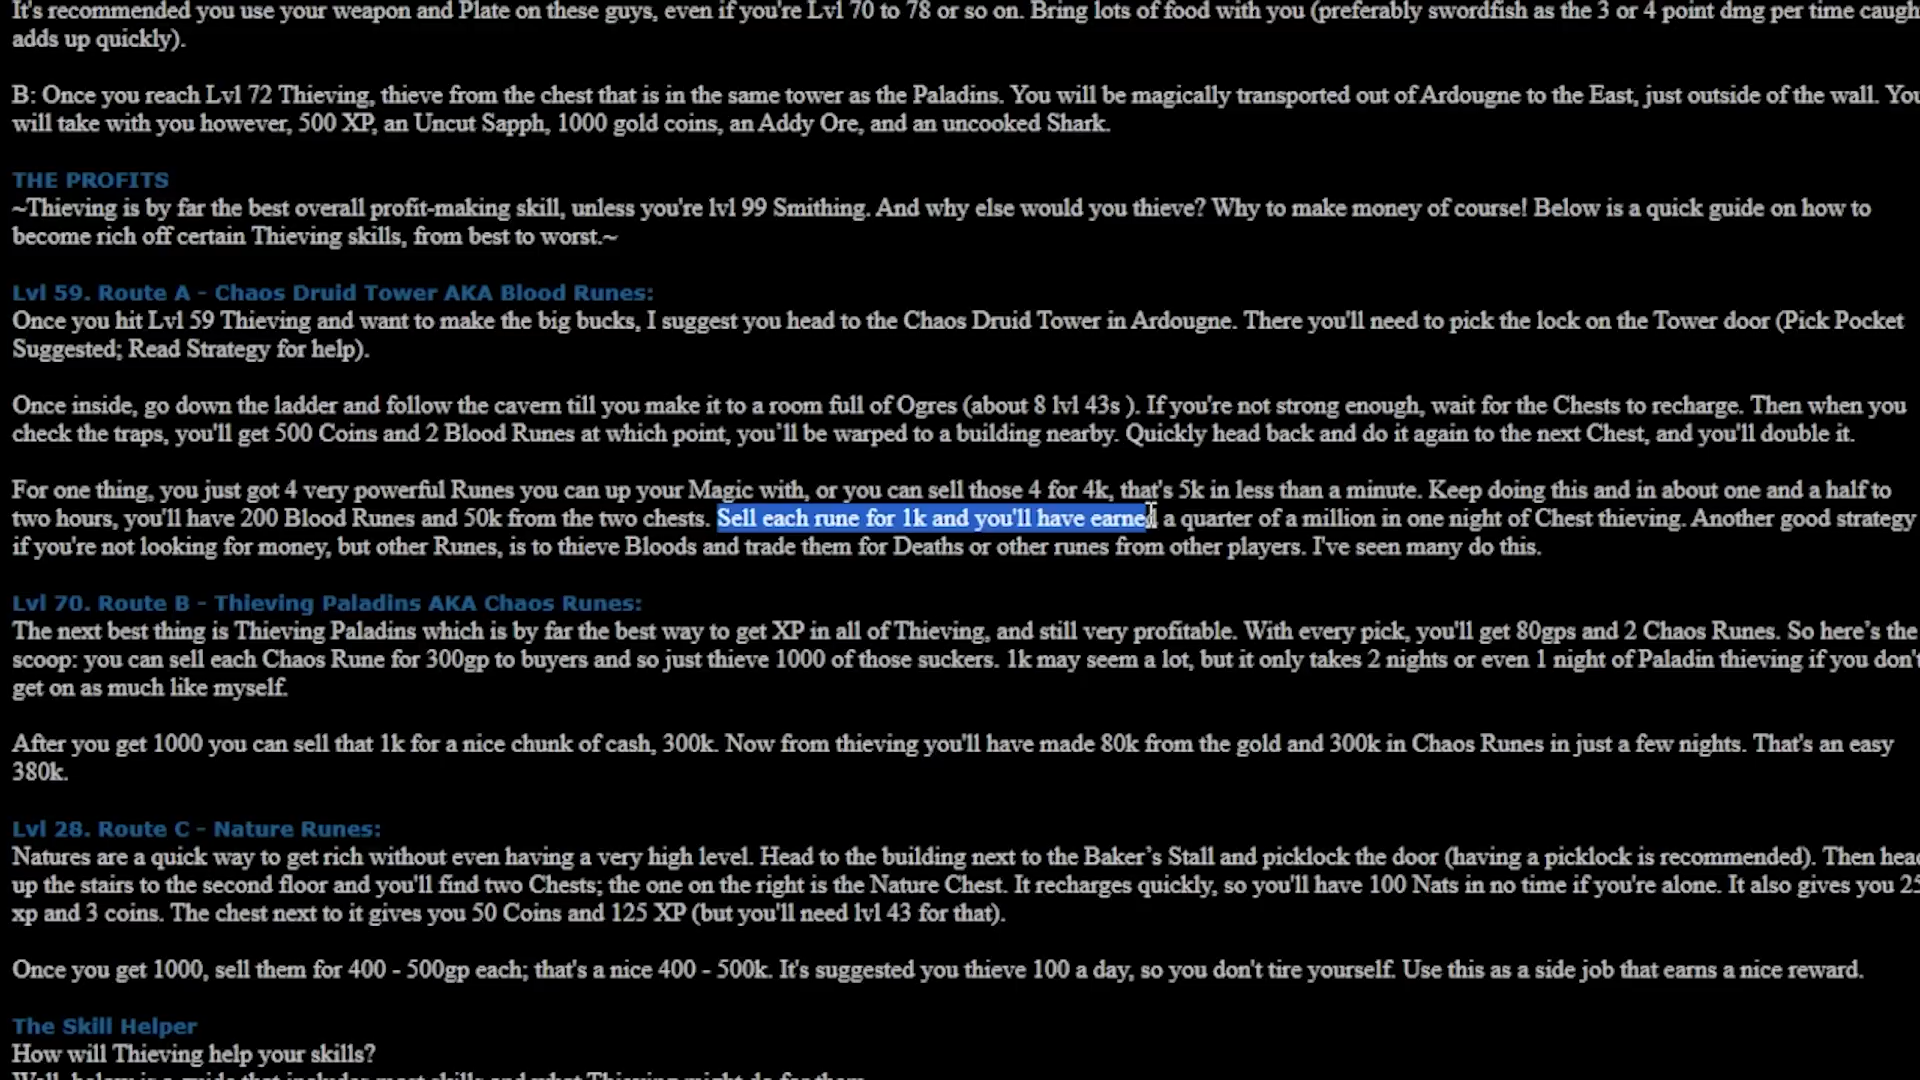 It's recommended you use your weapon and Plate on these guys, even if you're Lvl 70 to 78 or so on. Bring lots of food with you (preferably swordfish as the 3 or 4 point dmg per time caugh
adds up quickly).
B: Once you reach Lvl 72 Thieving, thieve from the chest that is in the same tower as the Paladins. You will be magically transported out of Ardougne to the East, just outside of the wall. You
will take with you however, 500 XP, an Uncut Sapph, 1000 gold coins, an Addy Ore, and an uncooked Shark.
THE PROFITS
~Thieving is by far the best overall profit-making skill, unless you're lvl 99 Smithing. And why else would you thieve? Why to make money of course! Below is a quick guide on how to
become rich off certain Thieving skills, from best to worst.~
Lvl 59. Route A - Chaos Druid Tower AKA Blood Runes:
Once you hit Lvl 59 Thieving and want to make the big bucks, I suggest you head to the Chaos Druid Tower in Ardougne. There you'll need to pick the lock on the Tower door (Pick Pocket
Suggested; Read Strategy for help).
Once inside, go down the ladder and follow the cavern till you make it to a room full of Ogres (about 8 lvl 43s ). If you're not strong enough, wait for the Chests to recharge. Then when you
check the traps, you'll get 500 Coins and 2 Blood Runes at which point, you’ll be warped to a building nearby. Quickly head back and do it again to the next Chest, and you'll double it.
For one thing, you just got 4 very powerful Runes you can up your Magic with, or you can sell those 4 for 4k, that's 5k in less than a minute. Keep doing this and in about one and a half to
two hours, you'll have 200 Blood Runes and 50k from the two chests. Sell each rune for 1k and you'll have earned a quarter of a million in one night of Chest thieving. Another good strategy
if you're not looking for money, but other Runes, is to thieve Bloods and trade them for Deaths or other runes from other players. I've seen many do this.
Lvl 70. Route B - Thieving Paladins AKA Chaos Runes:
The next best thing is Thieving Paladins which is by far the best way to get XP in all of Thieving, and still very profitable. With every pick, you'll get 80gps and 2 Chaos Runes. So here’s the
scoop: you can sell each Chaos Rune for 300gp to buyers and so just thieve 1000 of those suckers. 1k may seem a lot, but it only takes 2 nights or even 1 night of Paladin thieving if you don't
get on as much like myself.
After you get 1000 you can sell that 1k for a nice chunk of cash, 300k. Now from thieving you'll have made 80k from the gold and 300k in Chaos Runes in just a few nights. That's an easy
380k.
Lvl 28. Route C - Nature Runes:
Natures are a quick way to get rich without even having a very high level. Head to the building next to the Baker’s Stall and picklock the door (having a picklock is recommended). Then head
up the stairs to the second floor and you'll find two Chests; the one on the right is the Nature Chest. It recharges quickly, so you'll have 100 Nats in no time if you're alone. It also gives you 25
xp and 3 coins. The chest next to it gives you 50 Coins and 125 XP (but you'll need lvl 43 for that).
Once you get 1000, sell them for 400 - 500gp each; that's a nice 400 - 500k. It's suggested you thieve 100 a day, so you don't tire yourself. Use this as a side job that earns a nice reward.
The Skill Helper
How will Thieving help your skills?